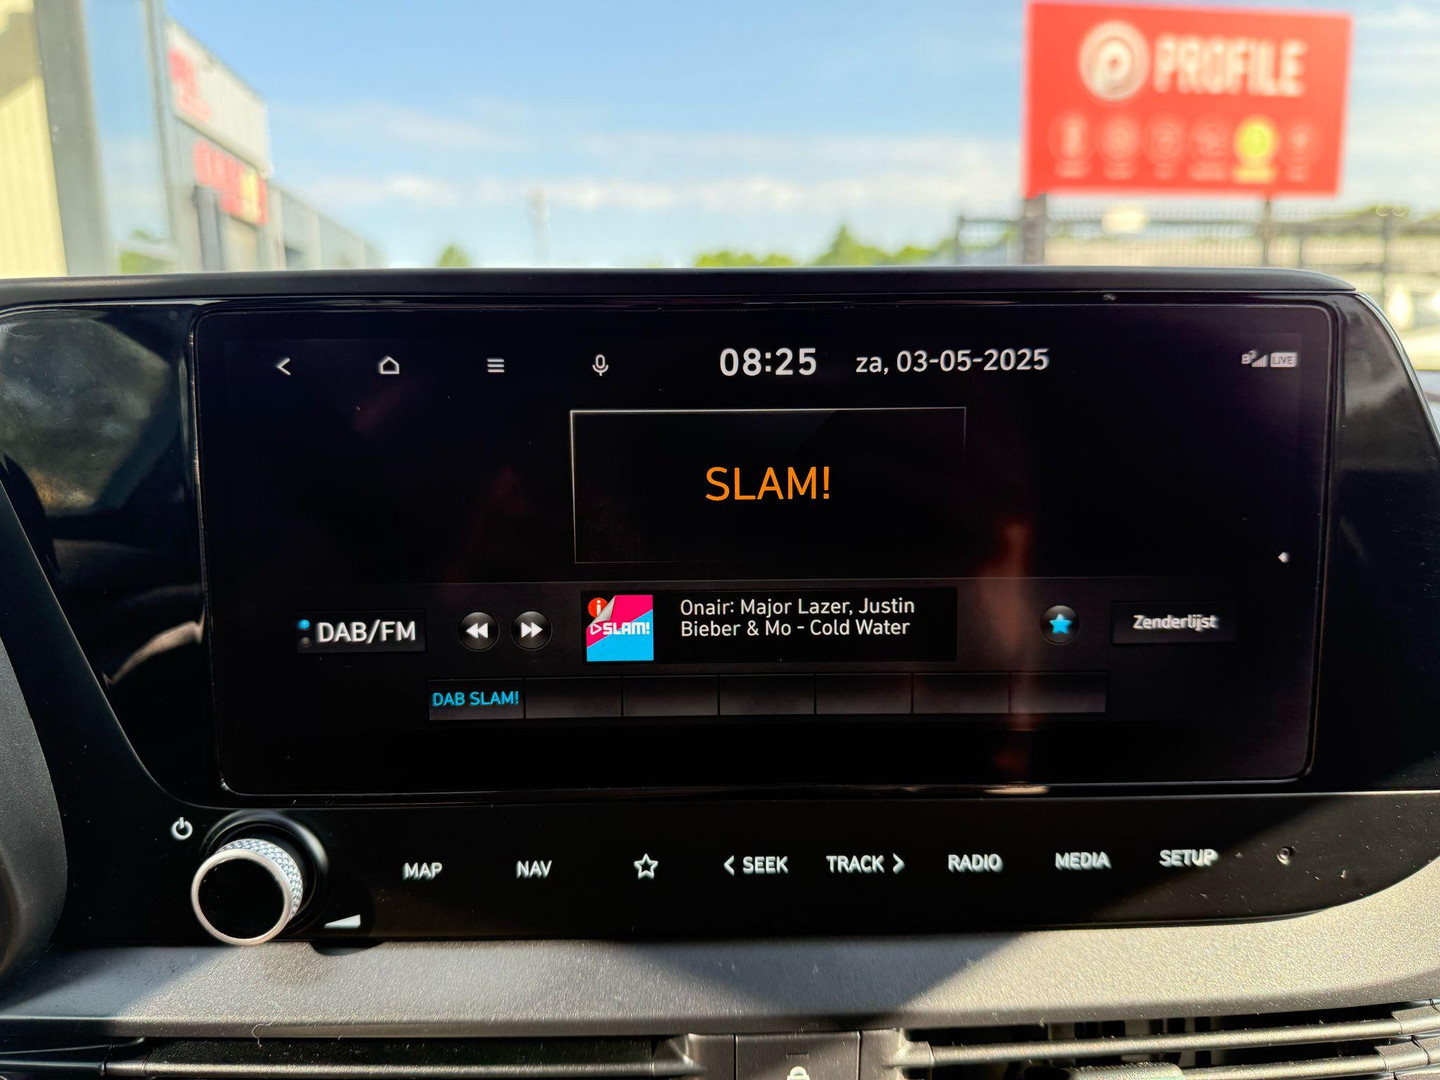 PROFILE
08:25 za, 03-05-2025
LIVE
SLAM!
DAB/FM
SLAM!
Onair: Major Lazer, Justin
Bieber & Mo - Cold Water
Zenderlijst
DAB SLAM!
MAP NAV < SEEK TRACK > RADIO MEDIA SETUP